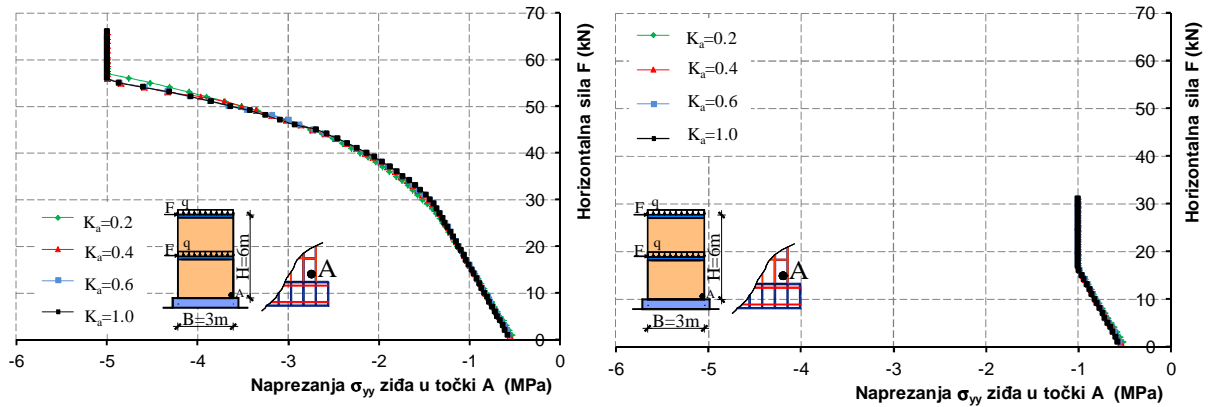 70
60
50
40
30
20
10
0
Horizontalna sila F (kN)
Kₐ=0.2
Kₐ=0.4
Kₐ=0.6
Kₐ=1.0
q
F
q
F
H=6m
A
B=3m
A
-6 -5 -4 -3 -2 -1 0
Naprezanja σyy ziđa u točki A (MPa)
70
60
50
40
30
20
10
0
Horizontalna sila F (kN)
Kₐ=0.2
Kₐ=0.4
Kₐ=0.6
Kₐ=1.0
q
F
q
F
H=6m
A
B=3m
A
-6 -5 -4 -3 -2 -1 0
Naprezanja σyy ziđa u točki A (MPa)